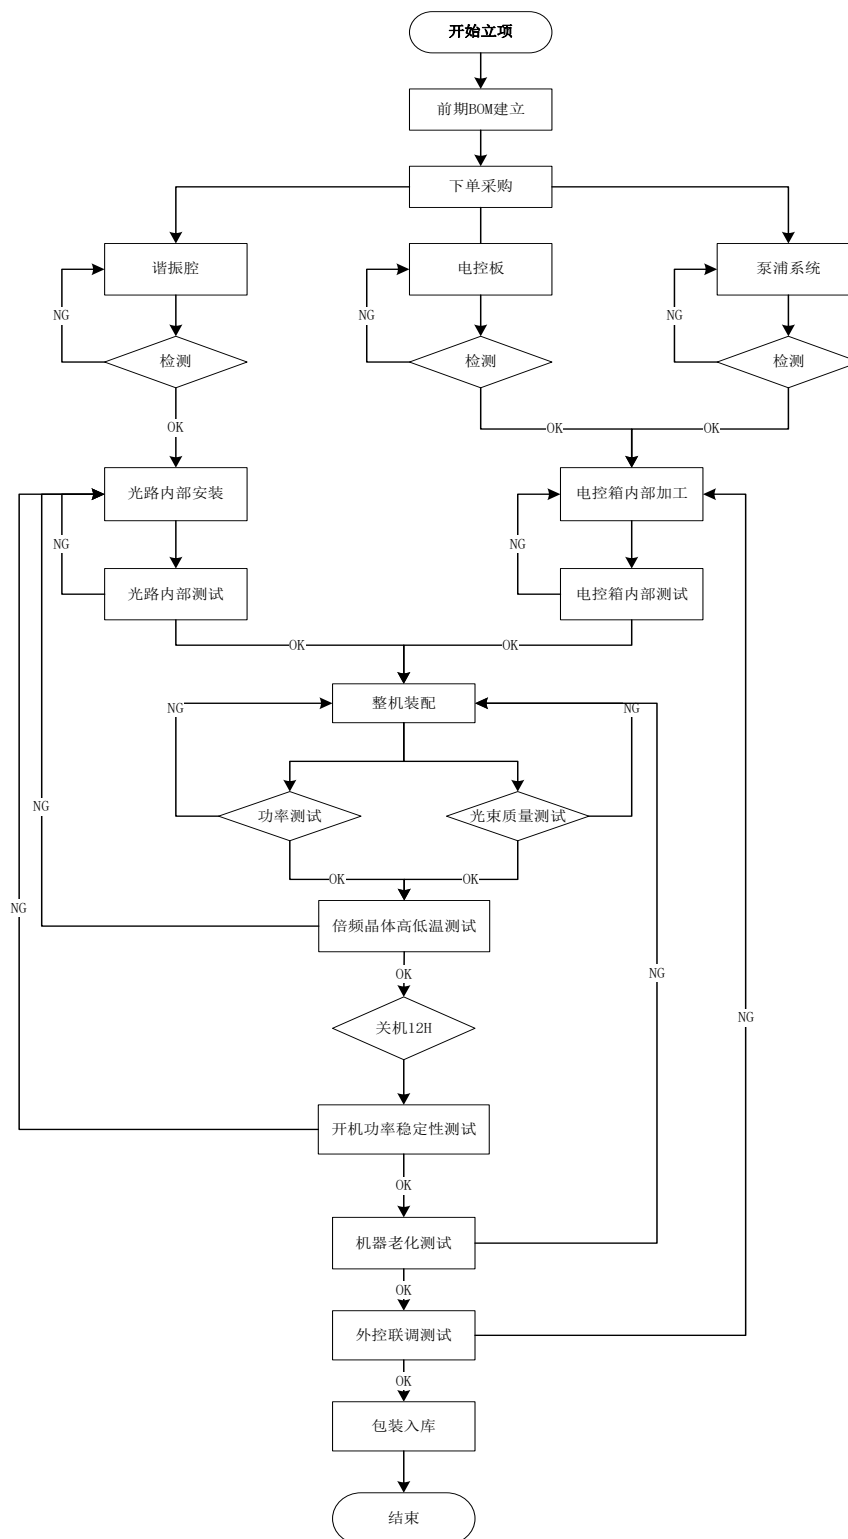 开始立项
前期BOM建立
下单采购
谐振腔
电控板
泵浦系统
NG
NG
NG
检测
检测
检测
OK
OK
OK
光路内部安装
电控箱内部加工
NG
NG
光路内部测试
电控箱内部测试
OK
OK
整机装配
NG
NG
功率测试
光束质量测试
NG
OK
OK
NG
倍频晶体高低温测试
OK
NG
关机12H
NG
开机功率稳定性测试
OK
机器老化测试
OK
外控联调测试
OK
包装入库
结束